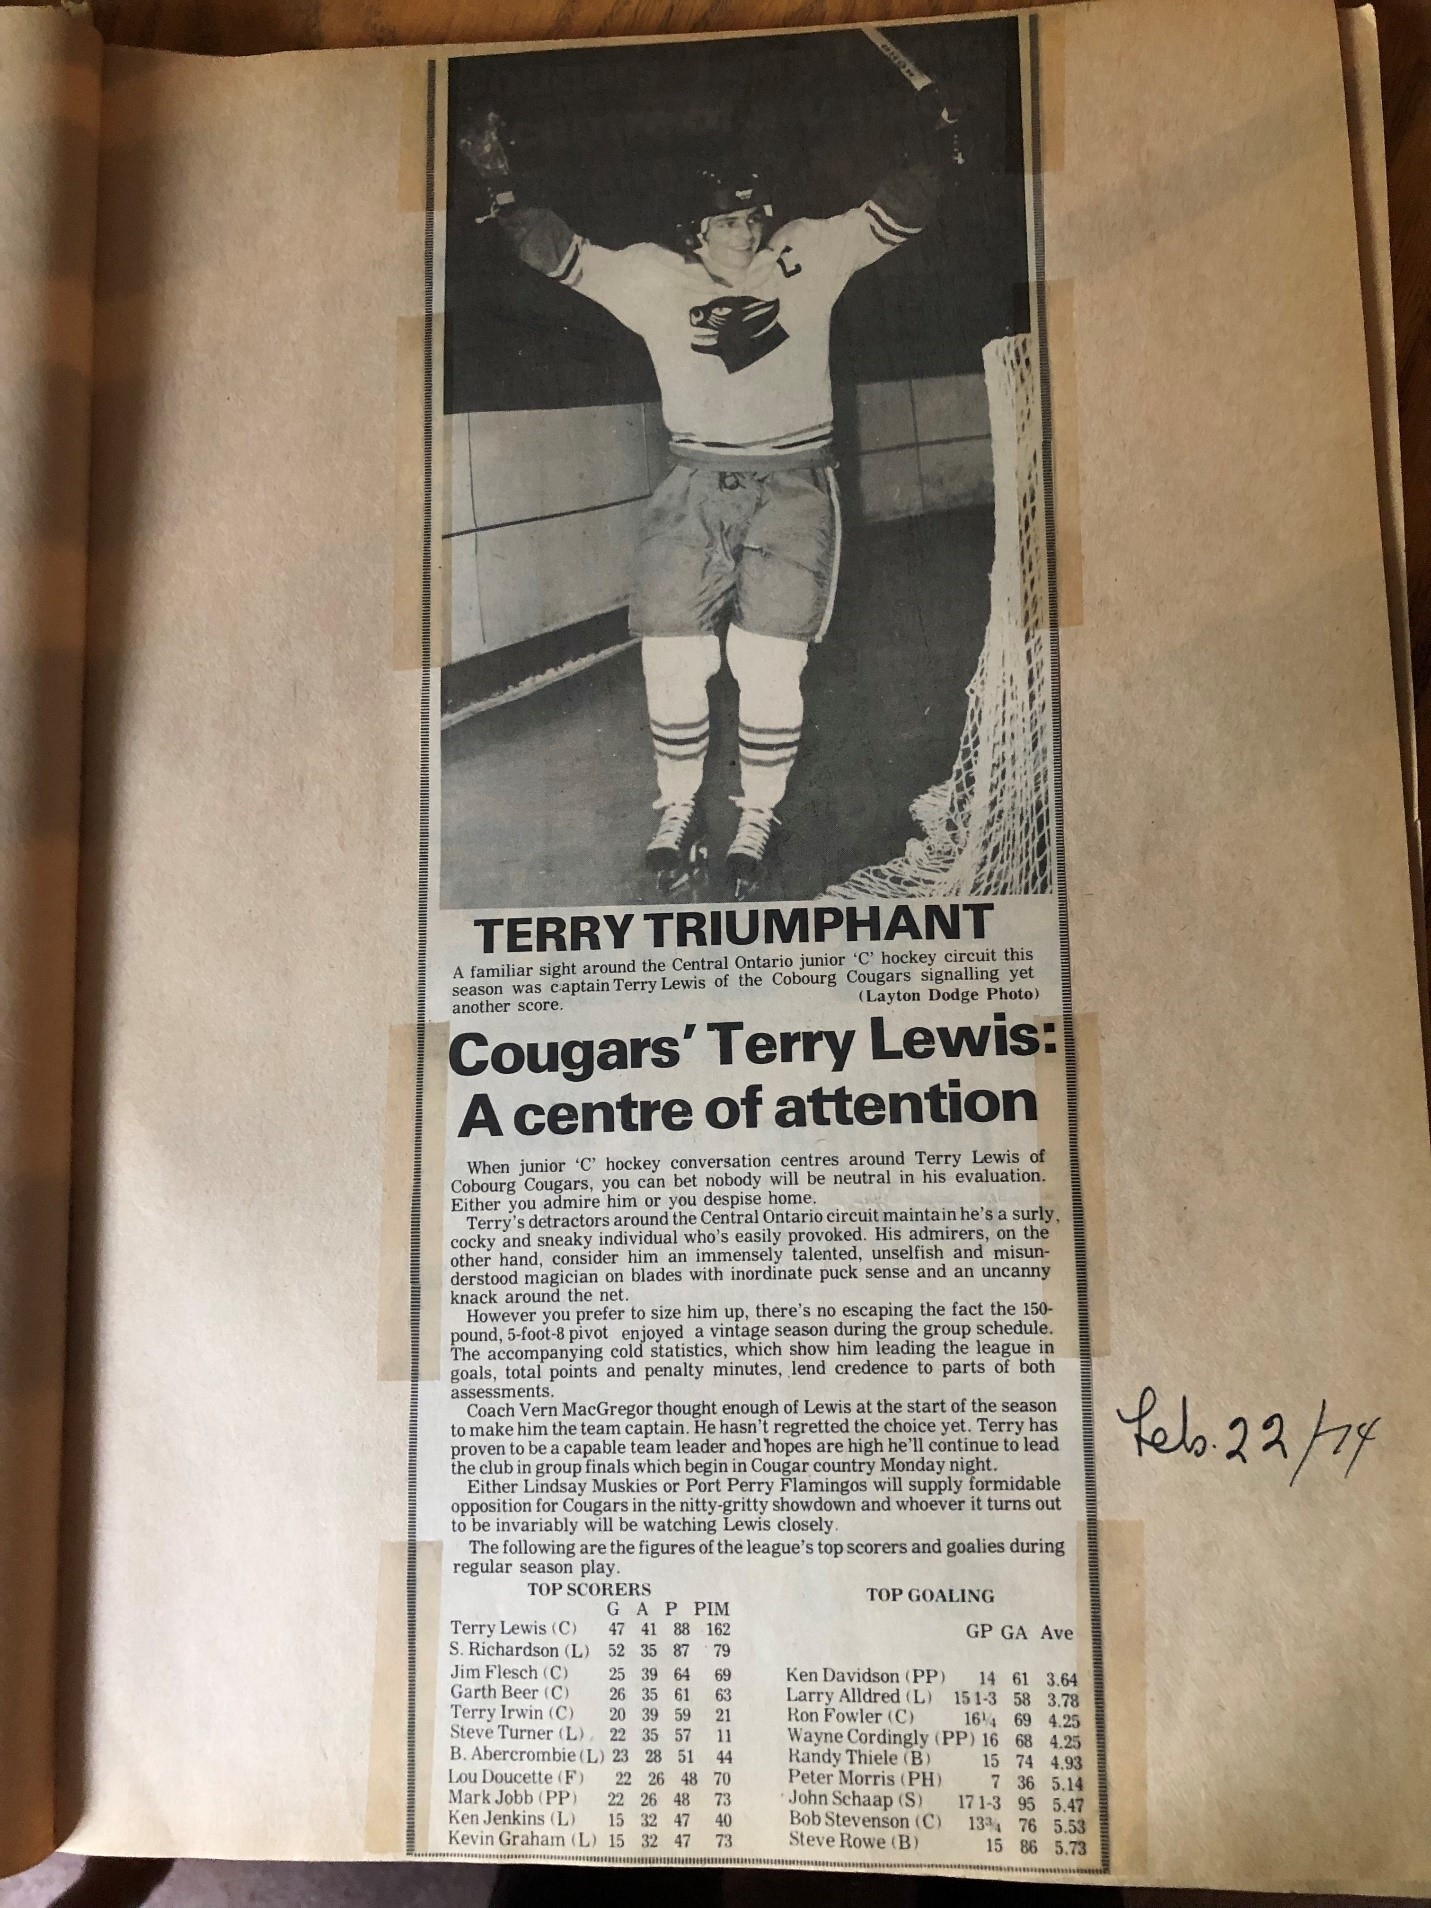 TERRY TRIUMPHANT
A familiar sight around the Central Ontario junior 'C' hockey circuit this
season was captain Terry Lewis of the Cobourg Cougars signalling yet
another score.
(Layton Dodge Photo)
Cougars' Terry Lewis:
A centre of attention
When junior 'C' hockey conversation centres around Terry Lewis of
Cobourg Cougars, you can bet nobody will be neutral in his evaluation.
Either you admire him or you despise home.
Terry's detractors around the Central Ontario circuit maintain he's a surly,
cocky and sneaky individual who's easily provoked. His admirers, on the
other hand, consider him an immensely talented, unselfish and misun-
derstood magician on blades with inordinate puck sense and an uncanny
knack around the net.
However you prefer to size him up, there's no escaping the fact the 150-
pound, 5-foot-8 pivot enjoyed a vintage season during the group schedule.
The accompanying cold statistics, which show him leading the league in
goals, total points and penalty minutes, lend credence to parts of both
assessments.
Coach Vern MacGregor thought enough of Lewis at the start of the season
to make him the team captain. He hasn't regretted the choice yet. Terry has
proven to be a capable team leader and hopes are high he'll continue to lead
the club in group finals which begin in Cougar country Monday night.
Either Lindsay Muskies or Port Perry Flamingos will supply formidable
opposition for Cougars in the nitty-gritty showdown and whoever it turns out
to be invariably will be watching Lewis closely.
The following are the figures of the league's top scorers and goalies during
regular season play.
TOP SCORERS
G A P PIM
Terry Lewis (C) 47 41 88 162
S. Richardson (L) 52 35 87 79
Jim Flesch (C) 25 39 64 69
Garth Beer (C) 26 35 61 63
Terry Irwin (C) 20 39 59 21
Steve Turner (L) 22 35 57 11
B. Abercrombie (L) 23 28 51 44
Lou Doucette (F) 22 26 48 70
Mark Jobb (PP) 22 26 48 73
Ken Jenkins (L) 15 32 47 40
Kevin Graham (L) 15 32 47 73
TOP GOALING
GP GA Ave
Ken Davidson (PP) 14 61 3.64
Larry Alldred (L) 15 1-3 58 3.78
Ron Fowler (C) 16¼ 69 4.25
Wayne Cordingly (PP) 16 68 4.25
Randy Thiele (B) 15 74 4.93
Peter Morris (PH) 7 36 5.14
John Schaap (S) 17 1-3 95 5.47
Bob Stevenson (C) 13¾ 76 5.53
Steve Rowe (B) 15 86 5.73
Feb. 22/74
C